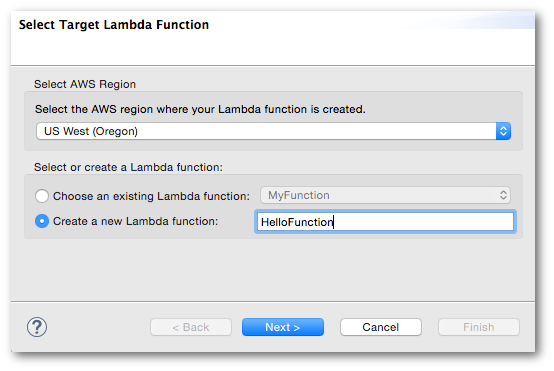 Select Target Lambda Function
Select AWS Region
Select the AWS region where your Lambda function is created.
US West (Oregon)
Select or create a Lambda function:
Choose an existing Lambda function: MyFunction
Create a new Lambda function: HelloFunction
? < Back Next > Cancel Finish